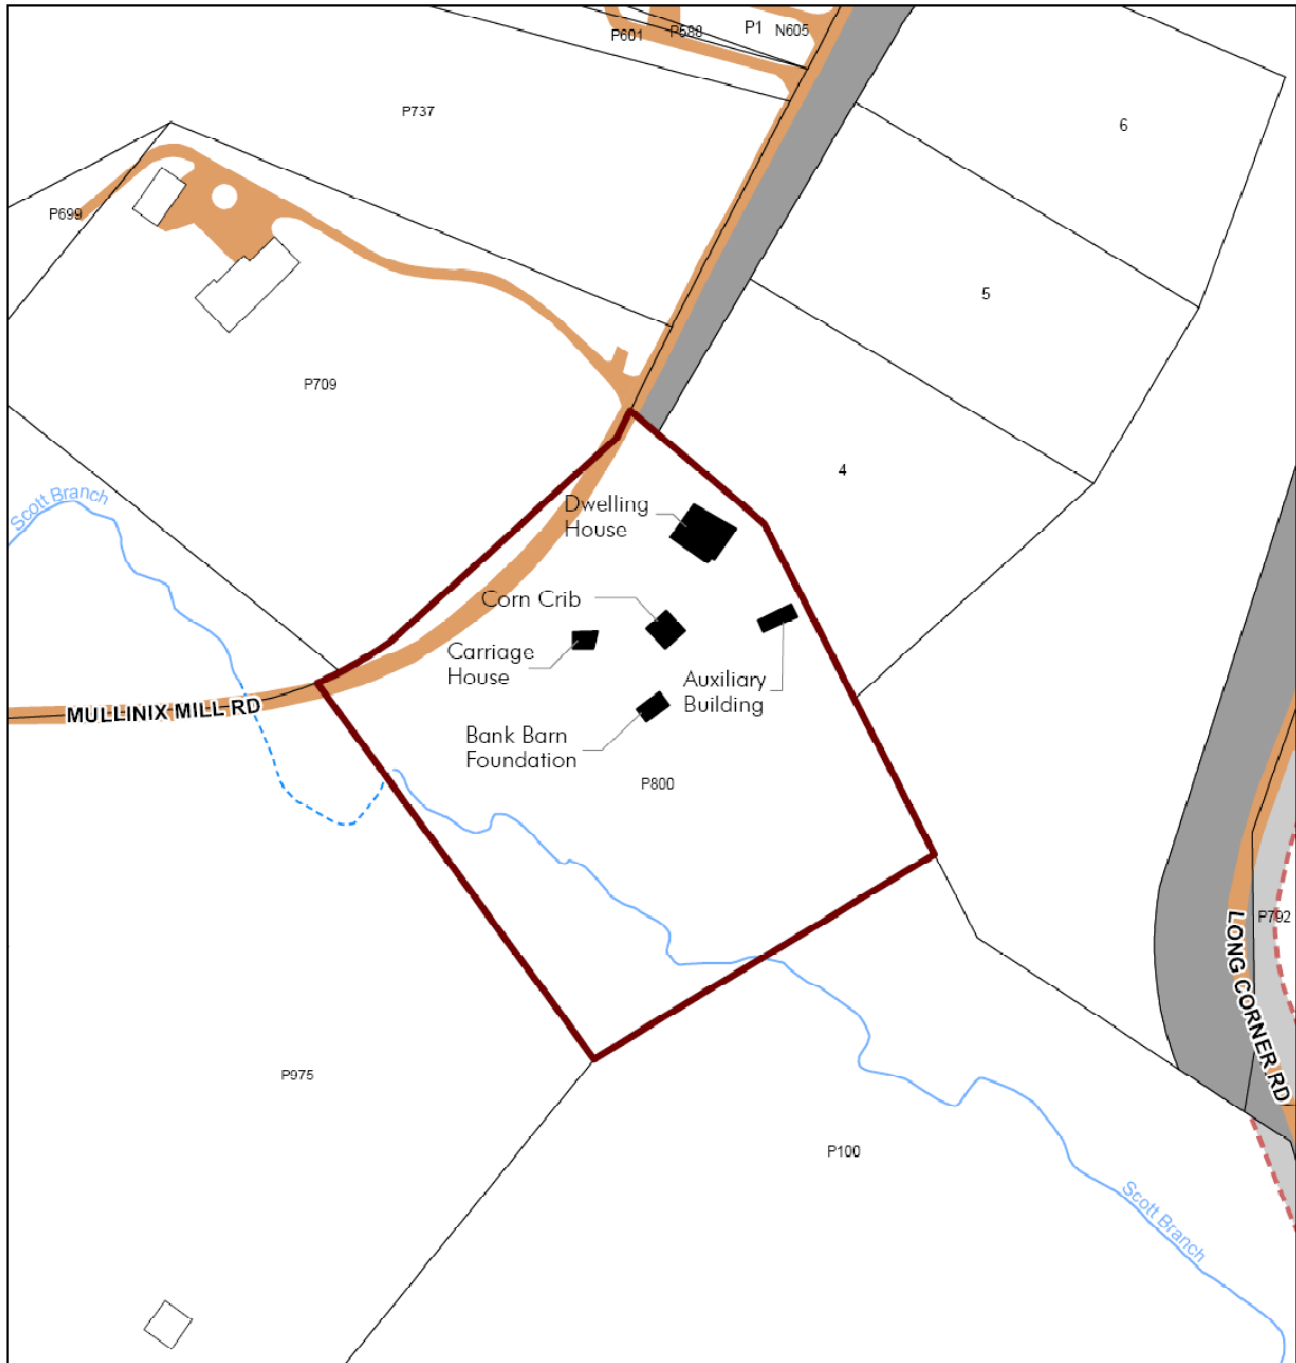 P601
P588
P1
N605
P737
6
P699
5
P709
4
Scott Branch
Dwelling
House
Corn Crib
Carriage
House
Auxiliary
Building
MULLINIX MILL RD
Bank Barn
Foundation
P800
P792
LONG CORNER RD
P975
P100
Scott Branch